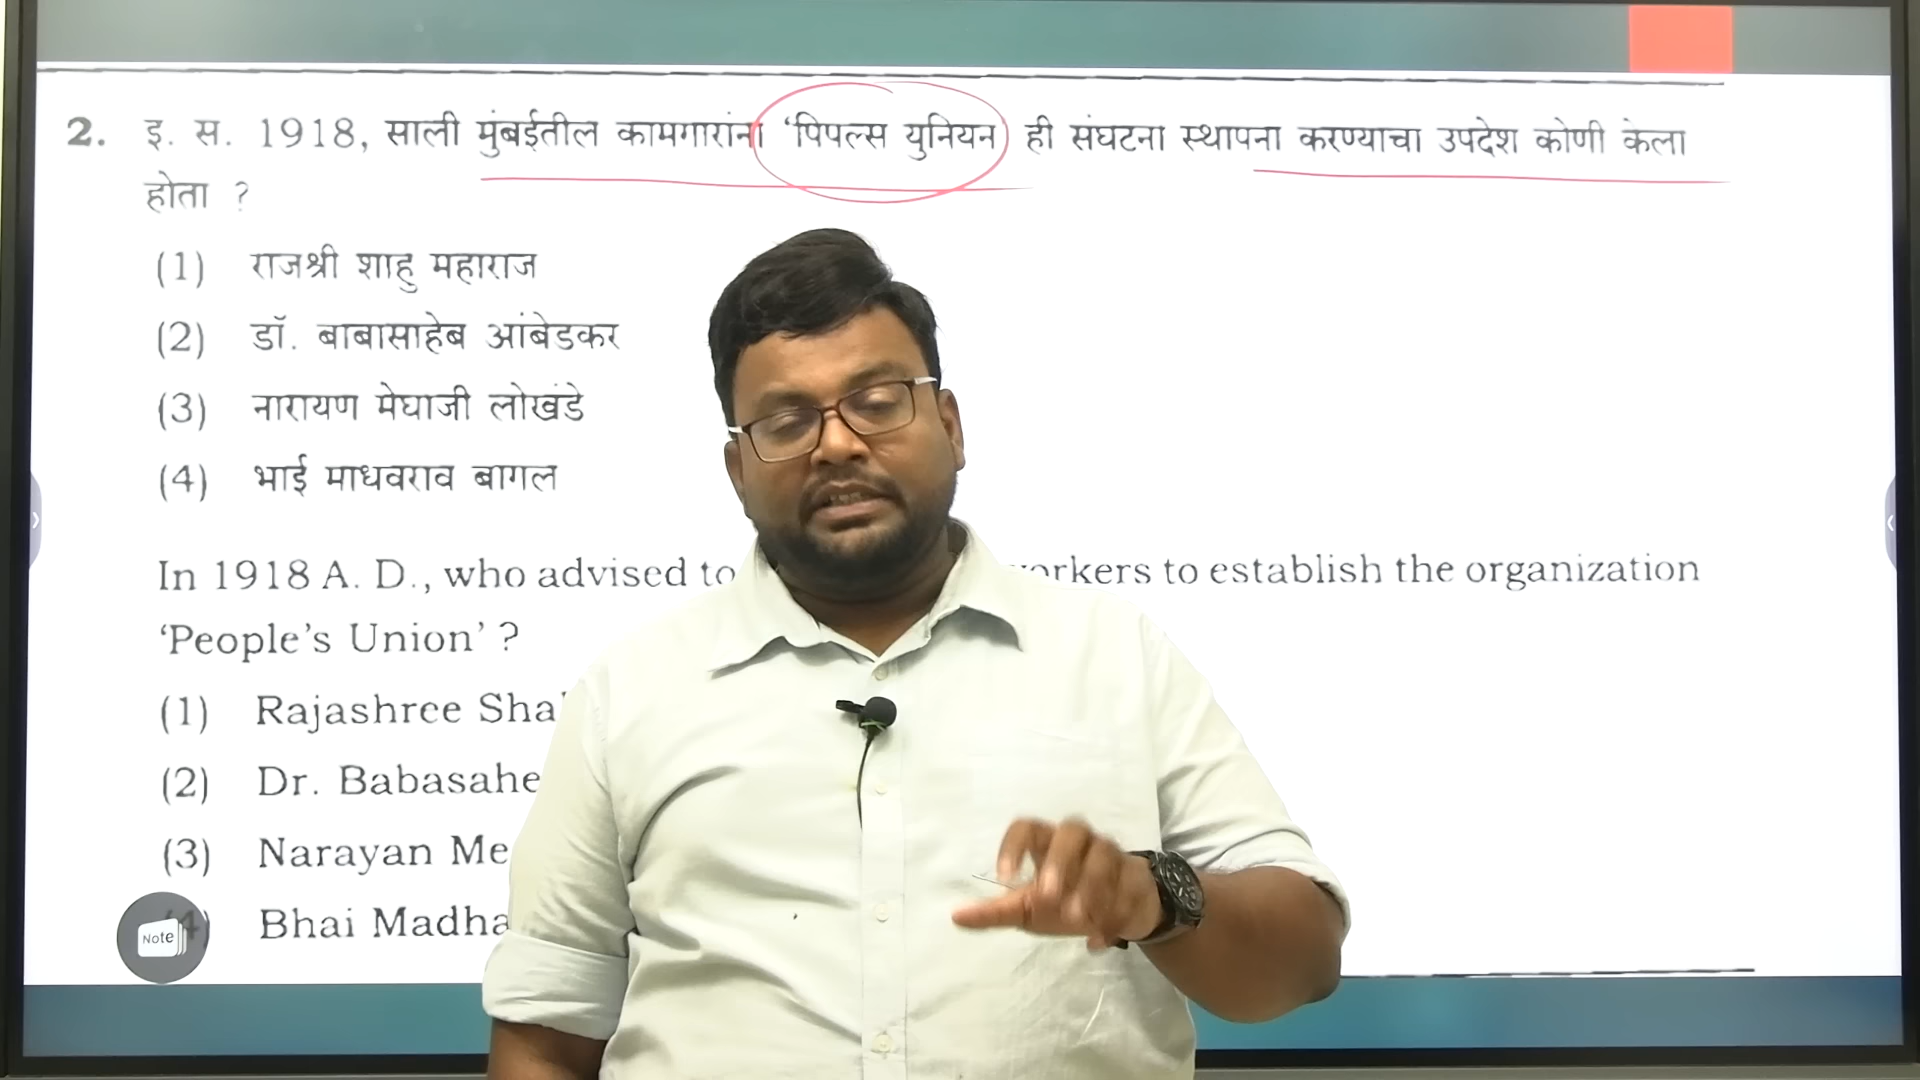 2. इ. स. 1918, साली मुंबईतील कामगारांना ‘पिपल्स युनियन’ ही संघटना स्थापना करण्याचा उपदेश कोणी केला
होता ?
(1) राजश्री शाहु महाराज
(2) डॉ. बाबासाहेब आंबेडकर
(3) नारायण मेघाजी लोखंडे
(4) भाई माधवराव बागल
In 1918 A. D., who advised to workers to establish the organization
‘People’s Union’ ?
(1) Rajashree Sha
(2) Dr. Babasahe
(3) Narayan Me
(4) Bhai Madha
Note